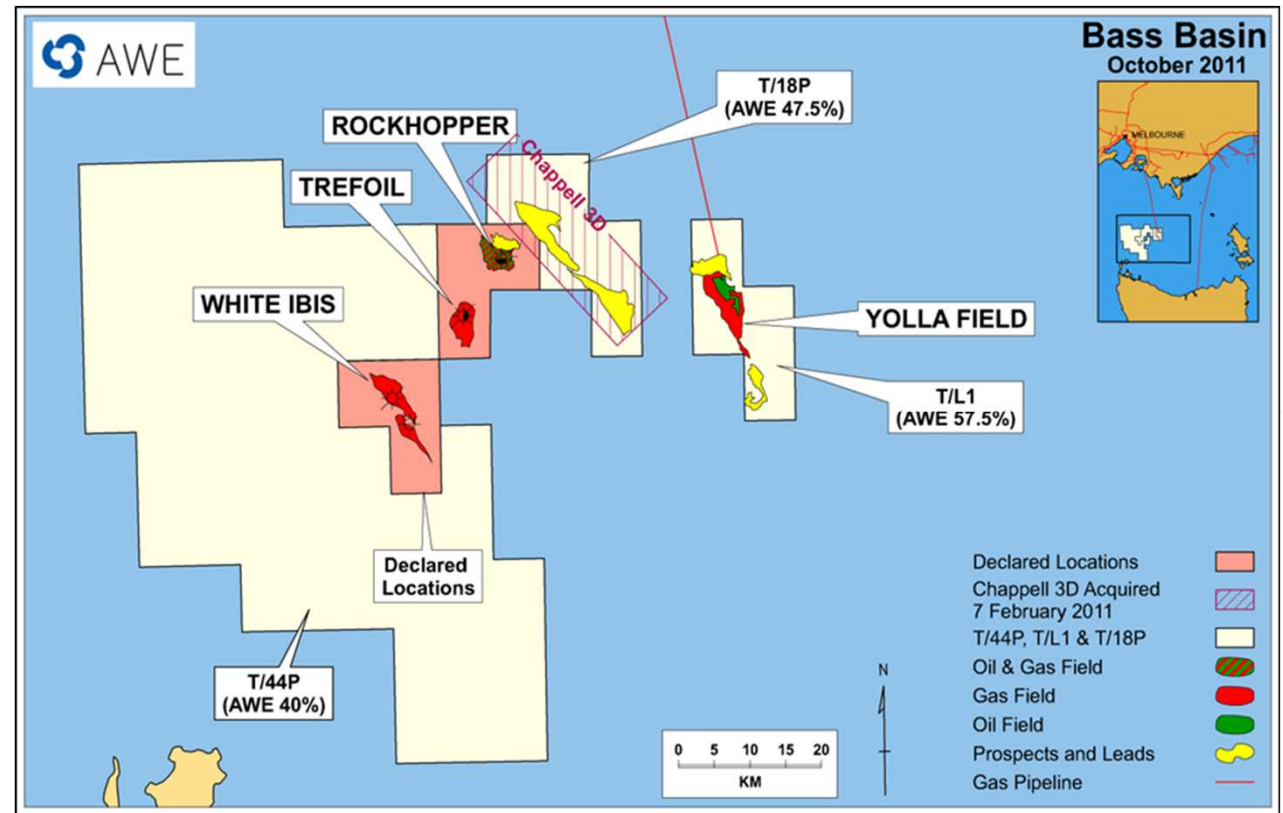 AWE
Bass Basin
October 2011
MELBOURNE
T/18P
(AWE 47.5%)
ROCKHOPPER
Chappell 3D
TREFOIL
WHITE IBIS
YOLLA FIELD
T/L1
(AWE 57.5%)
Declared
Locations
T/44P
(AWE 40%)
N
0 5 10 15 20
KM
Declared Locations
Chappell 3D Acquired
7 February 2011
T/44P, T/L1 & T/18P
Oil & Gas Field
Gas Field
Oil Field
Prospects and Leads
Gas Pipeline